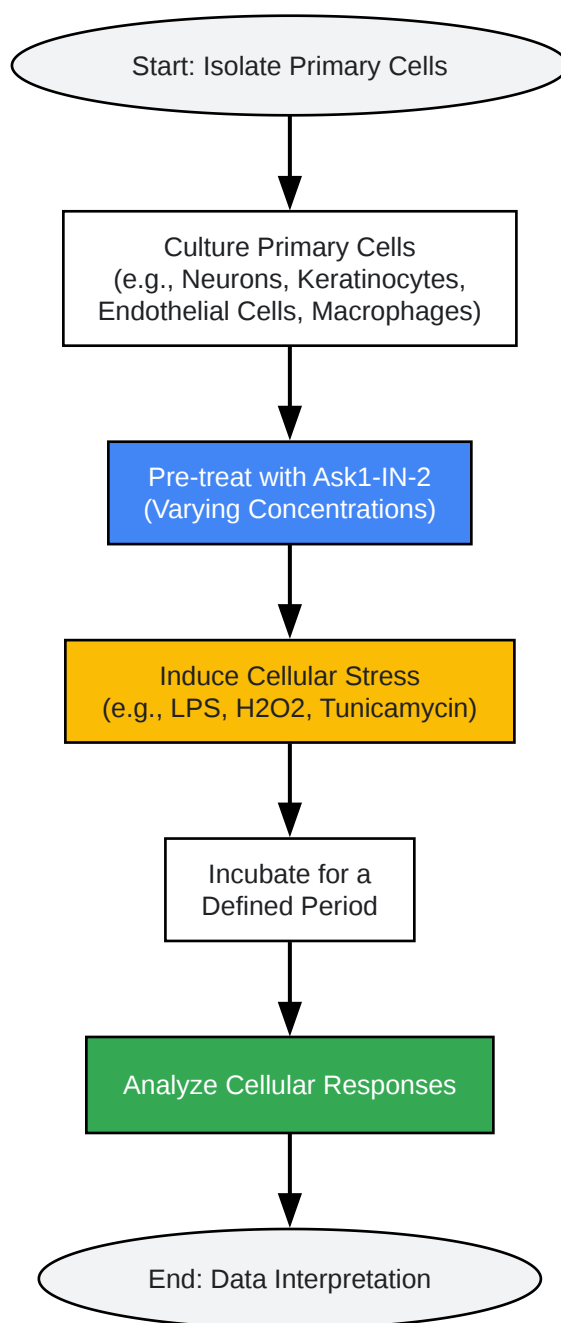 Start: Isolate Primary Cells
Culture Primary Cells
(e.g., Neurons, Keratinocytes,
Endothelial Cells, Macrophages)
Pre-treat with Ask1-IN-2
(Varying Concentrations)
Induce Cellular Stress
(e.g., LPS, H2O2, Tunicamycin)
Incubate for a
Defined Period
Analyze Cellular Responses
End: Data Interpretation